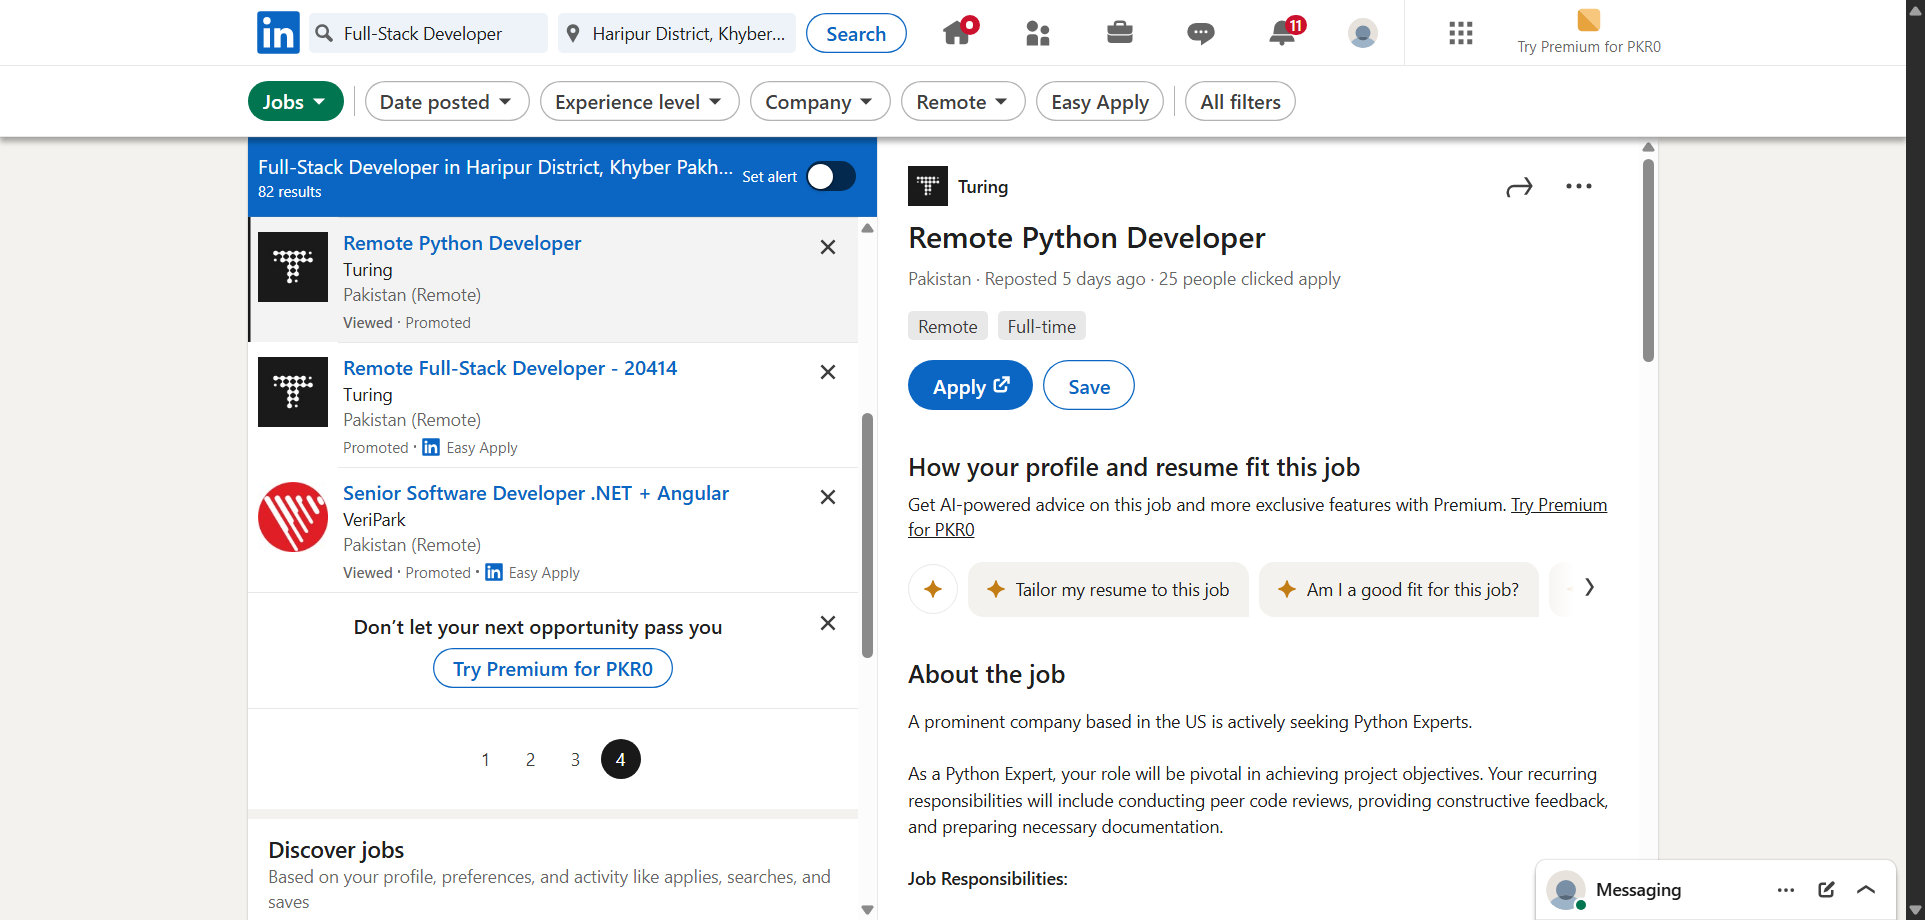 in
Full-Stack Developer
Haripur District, Khyber...
Search
11
Try Premium for PKR0
Jobs
Date posted
Experience level
Company
Remote
Easy Apply
All filters
Full-Stack Developer in Haripur District, Khyber Pakh...
82 results
Set alert
Remote Python Developer
Turing
Pakistan (Remote)
Viewed · Promoted
Remote Full-Stack Developer - 20414
Turing
Pakistan (Remote)
Promoted · in Easy Apply
Senior Software Developer .NET + Angular
VeriPark
Pakistan (Remote)
Viewed · Promoted · in Easy Apply
Don’t let your next opportunity pass you
Try Premium for PKR0
1 2 3 4
Discover jobs
Based on your profile, preferences, and activity like applies, searches, and
saves
Turing
Remote Python Developer
Pakistan · Reposted 5 days ago · 25 people clicked apply
Remote
Full-time
Apply
Save
How your profile and resume fit this job
Get AI-powered advice on this job and more exclusive features with Premium. Try Premium
for PKR0
Tailor my resume to this job
Am I a good fit for this job?
About the job
A prominent company based in the US is actively seeking Python Experts.
As a Python Expert, your role will be pivotal in achieving project objectives. Your recurring
responsibilities will include conducting peer code reviews, providing constructive feedback,
and preparing necessary documentation.
Job Responsibilities:
Messaging